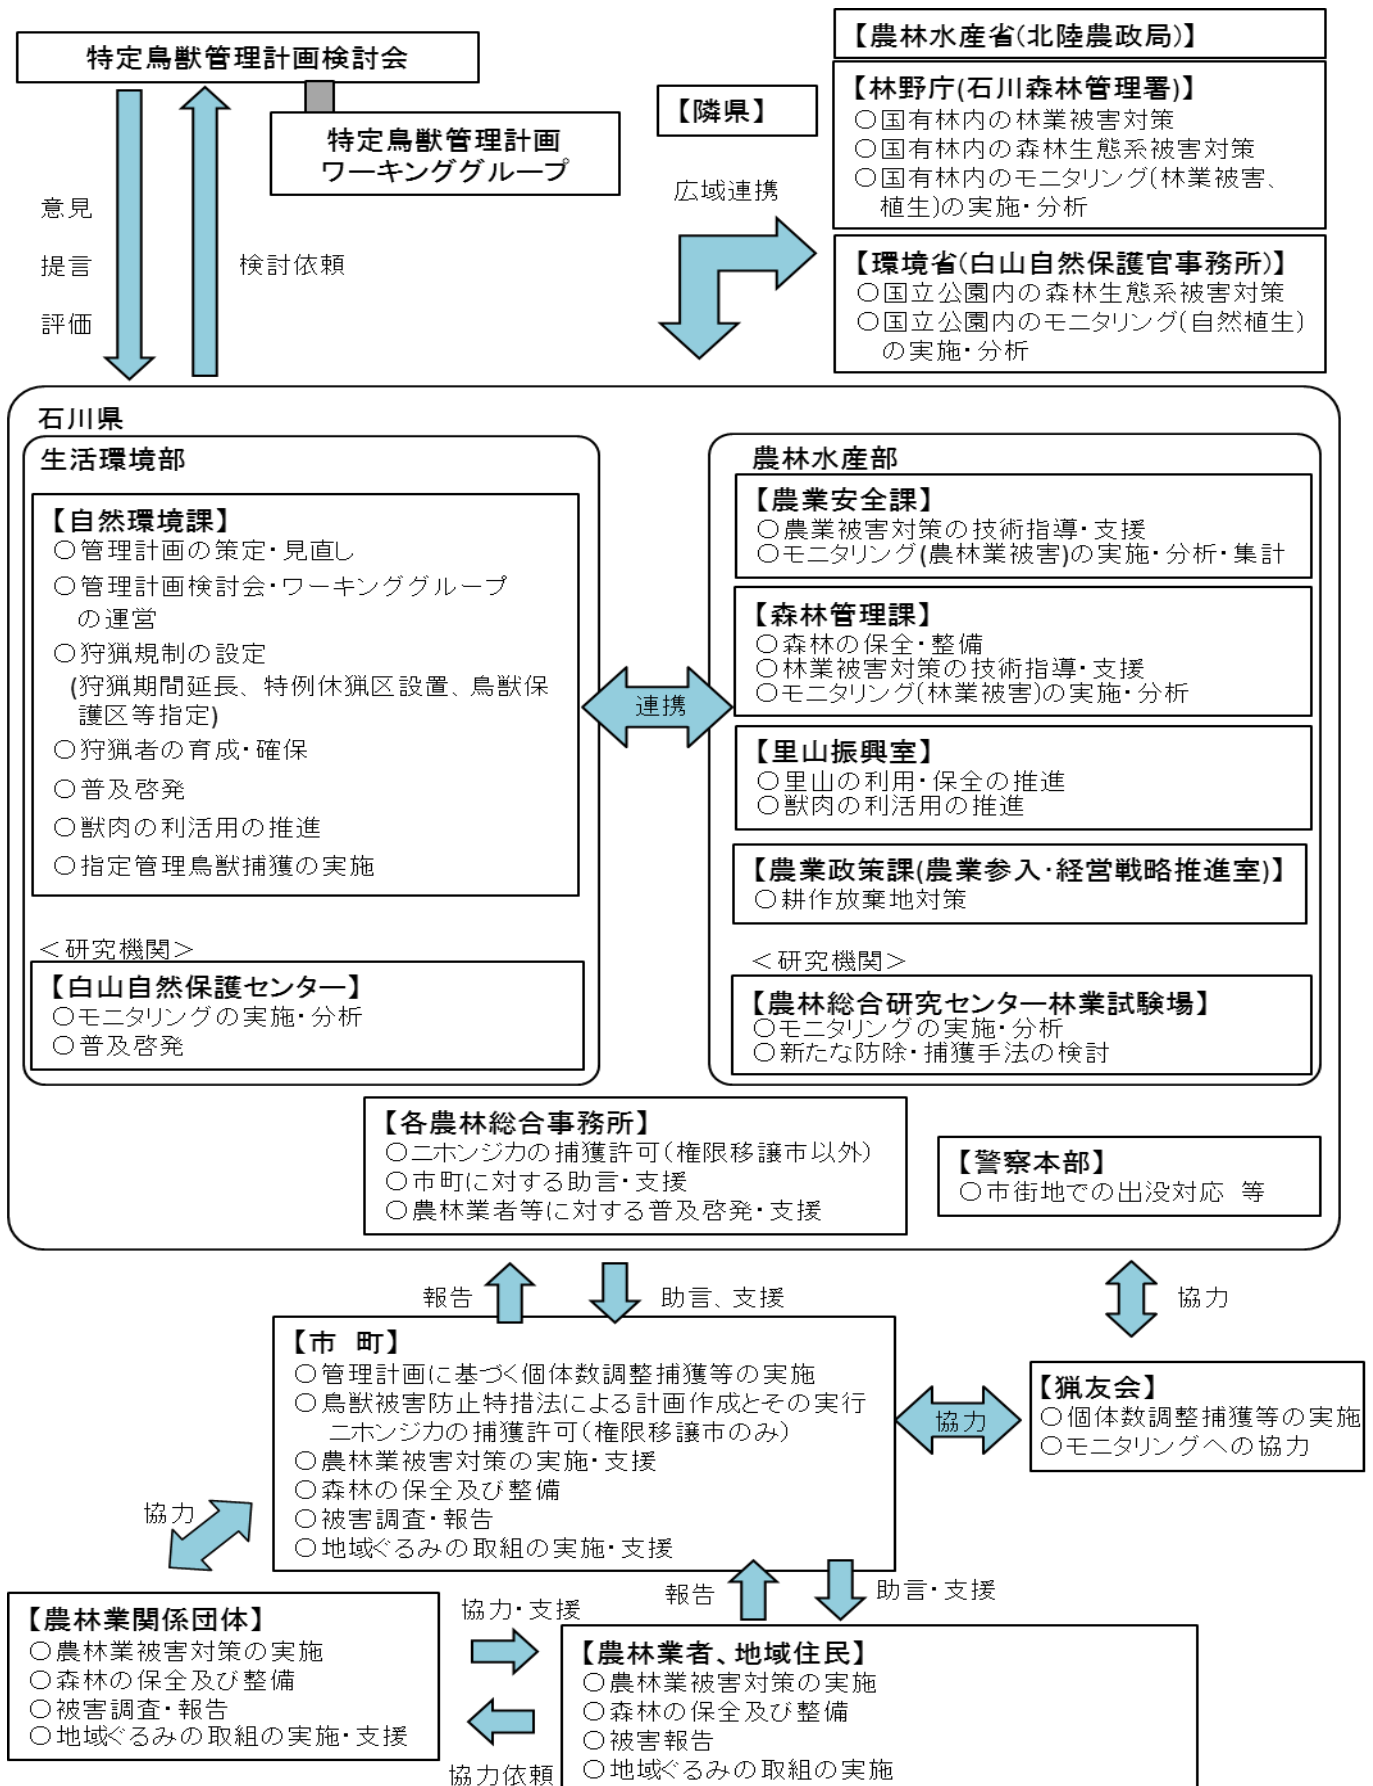 特定鳥獣管理計画検討会
特定鳥獣管理計画
ワーキンググループ
意見
提言
評価
検討依頼
【隣県】
広域連携
【農林水産省(北陸農政局)】
【林野庁(石川森林管理署)】
○国有林内の林業被害対策
○国有林内の森林生態系被害対策
○国有林内のモニタリング(林業被害、
植生)の実施・分析
【環境省(白山自然保護官事務所)】
○国立公園内の森林生態系被害対策
○国立公園内のモニタリング(自然植生)
の実施・分析
石川県
生活環境部
【自然環境課】
○管理計画の策定・見直し
○管理計画検討会・ワーキンググループ
の運営
○狩猟規制の設定
(狩猟期間延長、特例休猟区設置、鳥獣保
護区等指定)
○狩猟者の育成・確保
○普及啓発
○獣肉の利活用の推進
○指定管理鳥獣捕獲の実施
＜研究機関＞
【白山自然保護センター】
○モニタリングの実施・分析
○普及啓発
連携
農林水産部
【農業安全課】
○農業被害対策の技術指導・支援
○モニタリング(農林業被害)の実施・分析・集計
【森林管理課】
○森林の保全・整備
○林業被害対策の技術指導・支援
○モニタリング(林業被害)の実施・分析
【里山振興室】
○里山の利用・保全の推進
○獣肉の利活用の推進
【農業政策課(農業参入・経営戦略推進室)】
○耕作放棄地対策
＜研究機関＞
【農林総合研究センター林業試験場】
○モニタリングの実施・分析
○新たな防除・捕獲手法の検討
【各農林総合事務所】
○ニホンジカの捕獲許可(権限移譲市以外)
○市町に対する助言・支援
○農林業者等に対する普及啓発・支援
【警察本部】
○市街地での出没対応 等
報告
助言、支援
協力
【市 町】
○管理計画に基づく個体数調整捕獲等の実施
○鳥獣被害防止特措法による計画作成とその実行
ニホンジカの捕獲許可(権限移譲市のみ)
○農林業被害対策の実施・支援
○森林の保全及び整備
○被害調査・報告
○地域ぐるみの取組の実施・支援
協力
【猟友会】
○個体数調整捕獲等の実施
○モニタリングへの協力
協力
報告
助言・支援
【農林業関係団体】
○農林業被害対策の実施
○森林の保全及び整備
○被害調査・報告
○地域ぐるみの取組の実施・支援
協力・支援
協力依頼
【農林業者、地域住民】
○農林業被害対策の実施
○森林の保全及び整備
○被害報告
○地域ぐるみの取組の実施